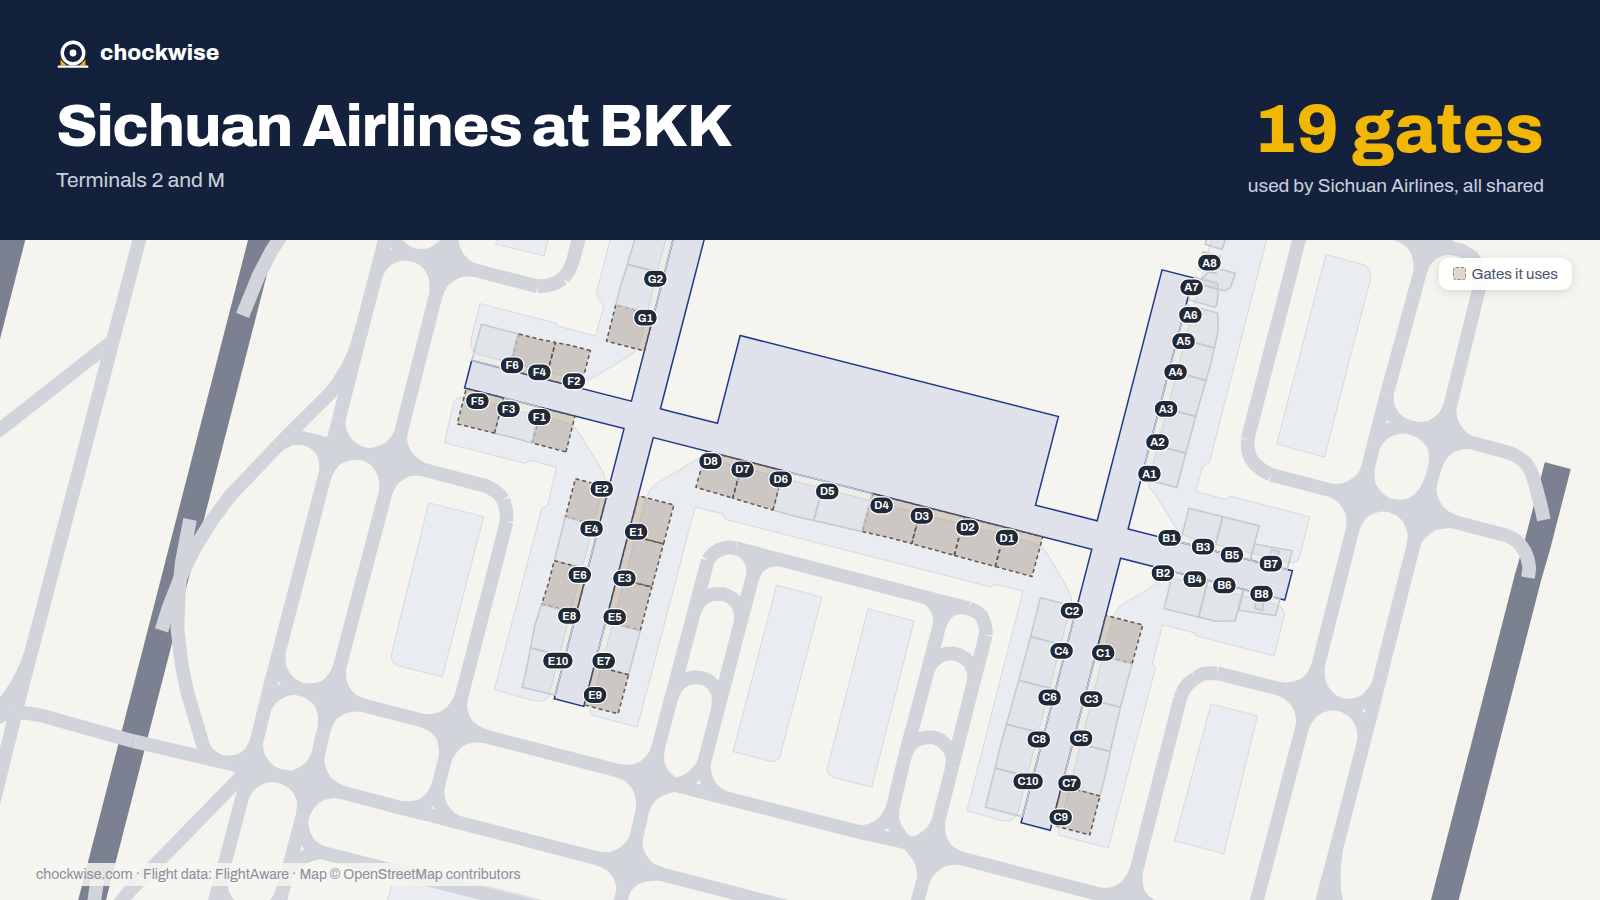 chockwise
Sichuan Airlines at BKK
Terminals 2 and M
19 gates
used by Sichuan Airlines, all shared
Gates it uses
A8
G2
A7
G1
A6
A5
F6
F4
F2
A4
F5
F3
F1
A3
A2
D8
D7
D6
D5
D4
D3
D2
D1
A1
E2
E4
E1
B1
B3
B5
B7
E6
E3
B2
B4
B6
B8
E8
E5
C2
E10
E7
C4
C1
E9
C6
C3
C8
C5
C10
C7
C9
chockwise.com · Flight data: FlightAware · Map © OpenStreetMap contributors